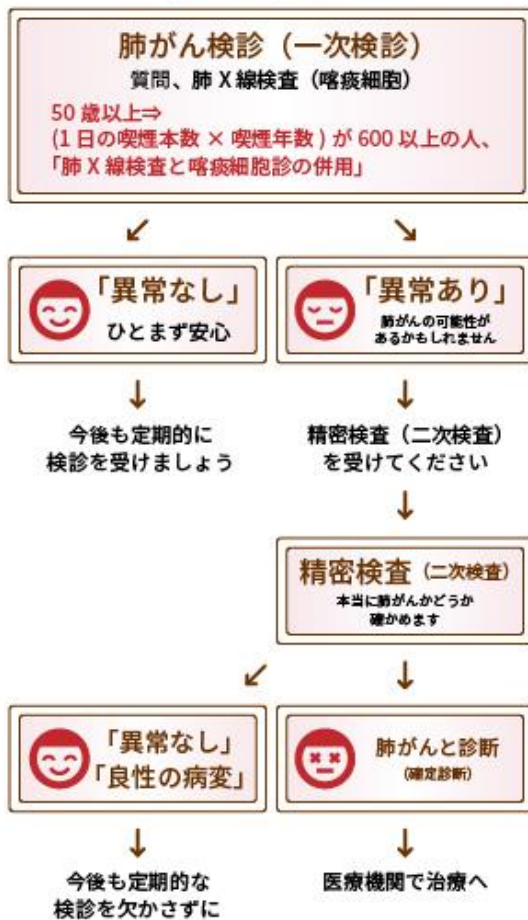 肺がん検診（一次検診）
質問、肺X線検査（喀痰細胞）
50歳以上⇒
(1日の喫煙本数×喫煙年数)が600以上の人、
「肺X線検査と喀痰細胞診の併用」
「異常なし」
ひとまず安心
「異常あり」
肺がんの可能性が
あるかもしれません
今後も定期的に
検診を受けましょう
精密検査（二次検査）
を受けてください
精密検査（二次検査）
本当に肺がんかどうか
確かめます
「異常なし」
「良性の病変」
肺がんと診断
(確定診断)
今後も定期的な
検診を欠かさずに
医療機関で治療へ